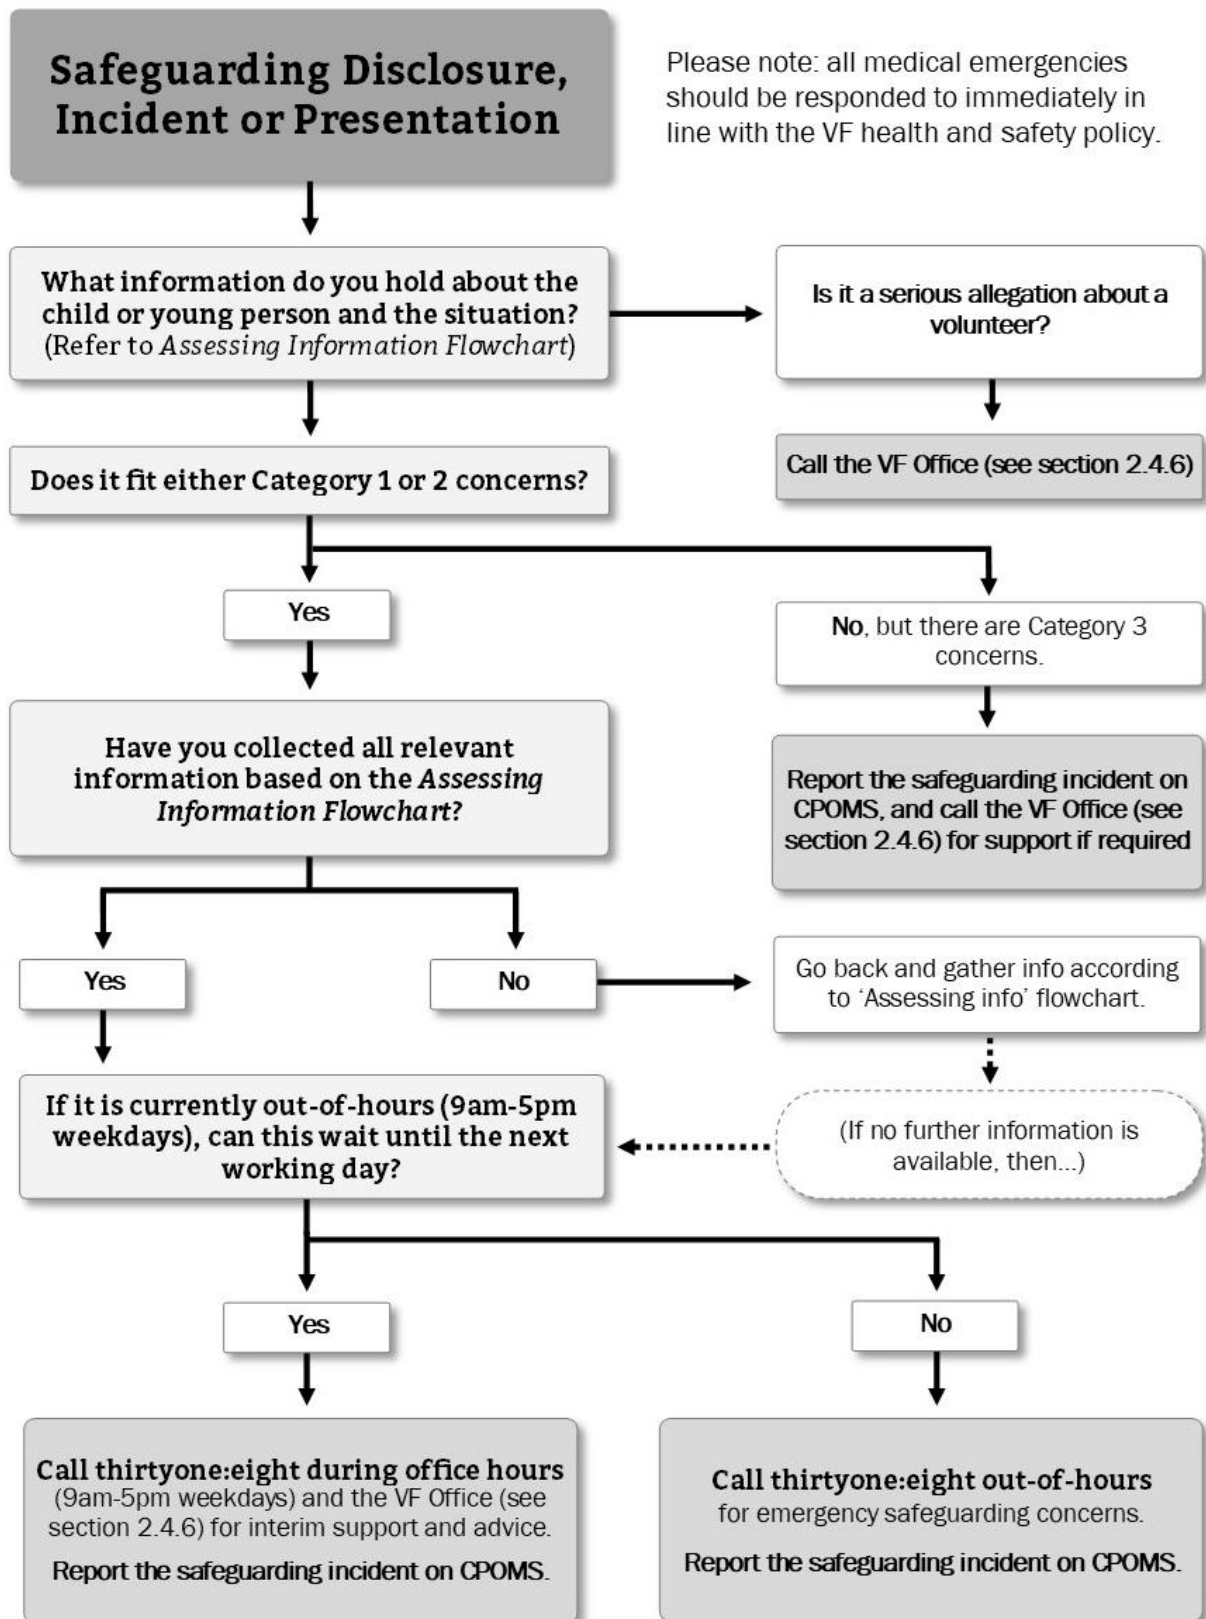 Safeguarding Disclosure,
Incident or Presentation
Please note: all medical emergencies
should be responded to immediately in
line with the VF health and safety policy.
What information do you hold about the
child or young person and the situation?
(Refer to Assessing Information Flowchart)
Is it a serious allegation about a
volunteer?
Call the VF Office (see section 2.4.6)
Does it fit either Category 1 or 2 concerns?
Yes
No, but there are Category 3
concerns.
Have you collected all relevant
information based on the Assessing
Information Flowchart?
Report the safeguarding incident on
CPOMS, and call the VF Office (see
section 2.4.6) for support if required
Yes
No
Go back and gather info according
to ‘Assessing info’ flowchart.
If it is currently out-of-hours (9am-5pm
weekdays), can this wait until the next
working day?
(If no further information is
available, then...)
Yes
No
Call thirtyone:eight during office hours
(9am-5pm weekdays) and the VF Office (see
section 2.4.6) for interim support and advice.
Report the safeguarding incident on CPOMS.
Call thirtyone:eight out-of-hours
for emergency safeguarding concerns.
Report the safeguarding incident on CPOMS.